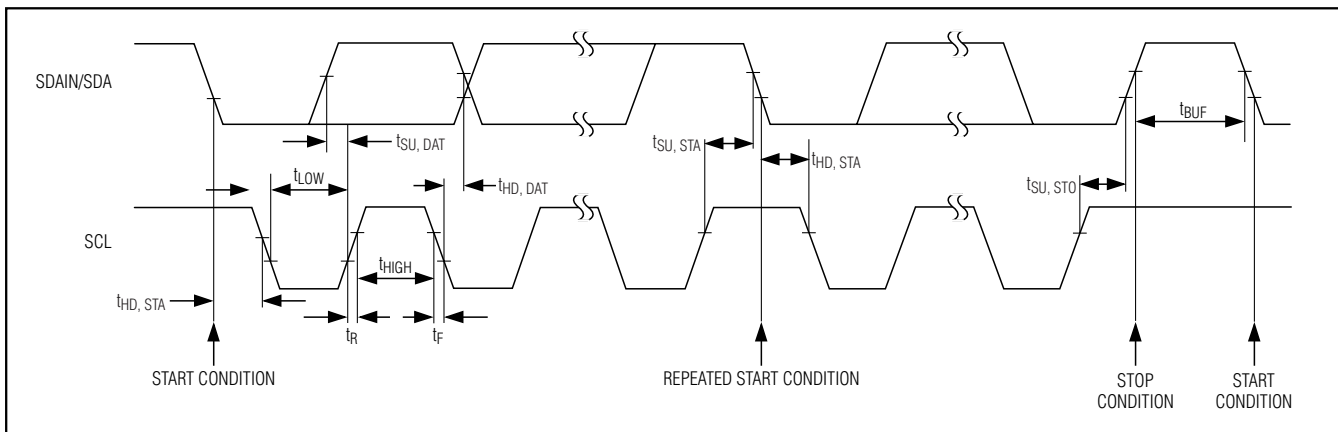 SDAIN/SDA
tSU, DAT
tSU, STA
tHD, STA
tBUF
tLOW
tHD, DAT
tSU, STO
SCL
tHIGH
tHD, STA
tR
tF
START CONDITION
REPEATED START CONDITION
STOP
CONDITION
START
CONDITION